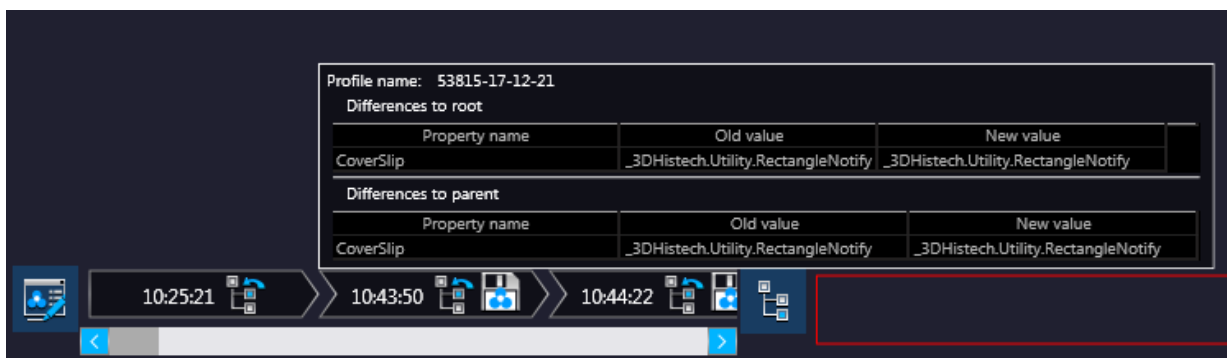 Profile name: 53815-17-12-21
Differences to root
Property name Old value New value
CoverSlip _3DHistech.Utility.RectangleNotify _3DHistech.Utility.RectangleNotify
Differences to parent
Property name Old value New value
CoverSlip _3DHistech.Utility.RectangleNotify _3DHistech.Utility.RectangleNotify
10:25:21 10:43:50 10:44:22